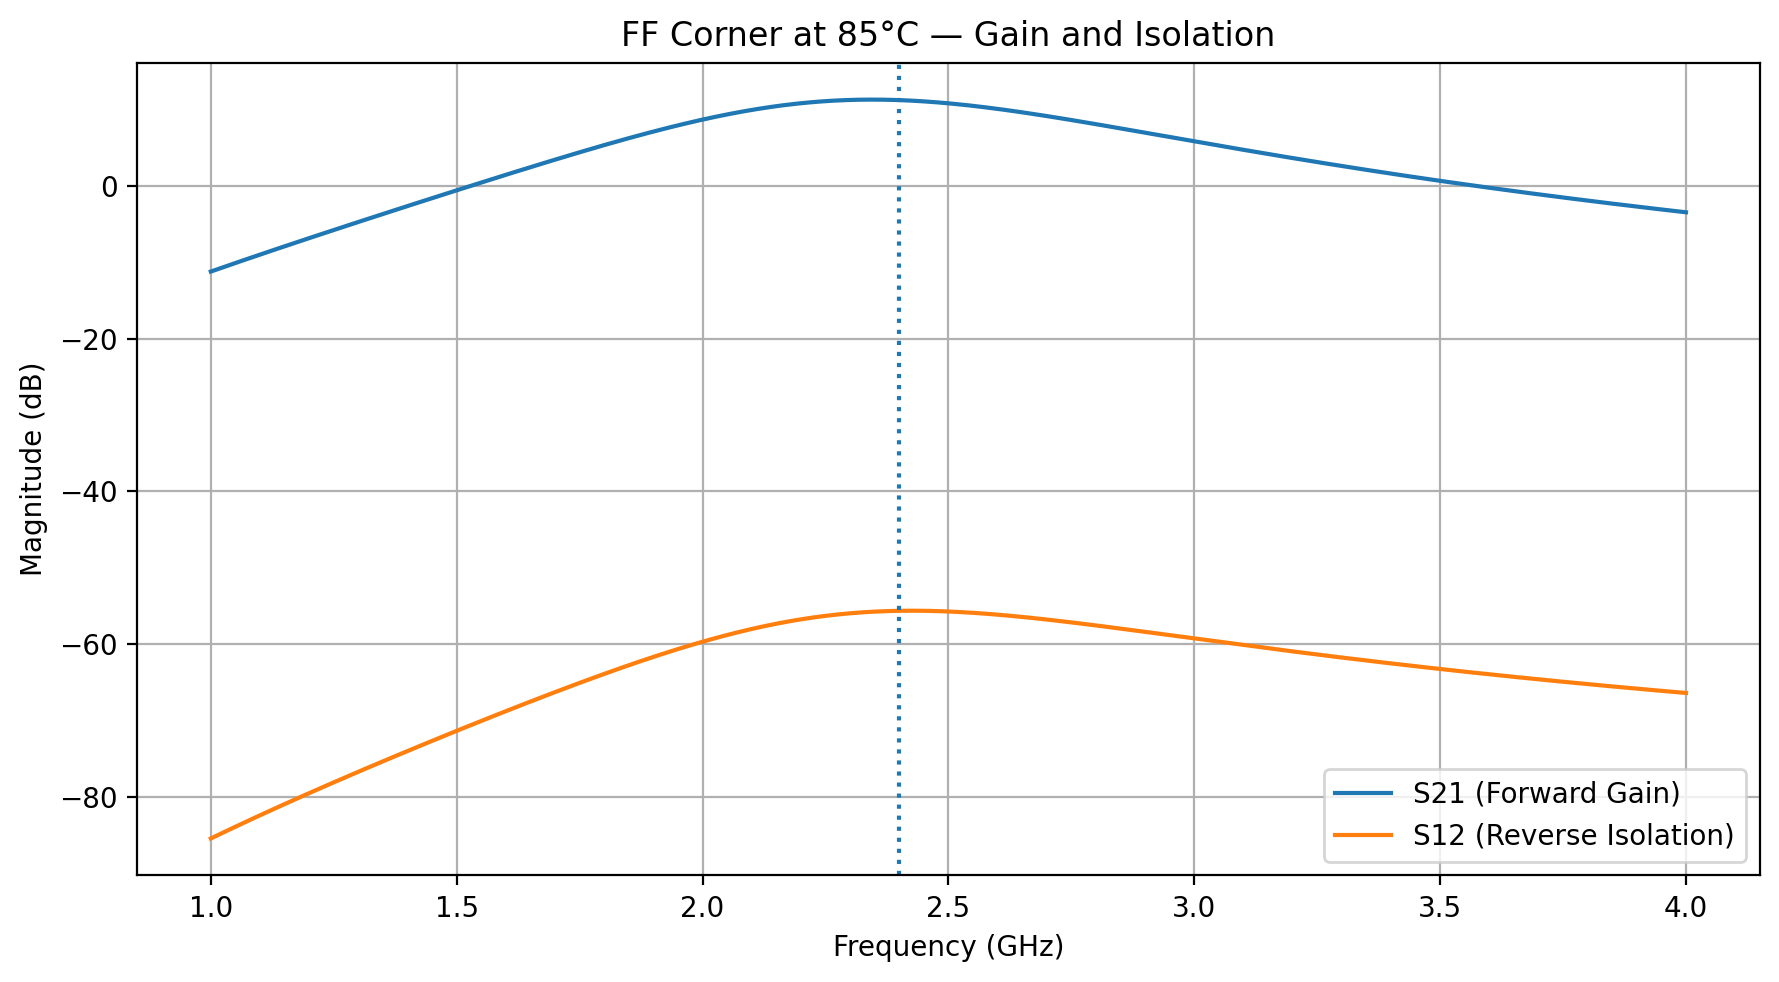 FF Corner at 85°C — Gain and Isolation
Magnitude (dB)
0
−20
−40
−60
−80
S21 (Forward Gain)
S12 (Reverse Isolation)
1.0 1.5 2.0 2.5 3.0 3.5 4.0
Frequency (GHz)